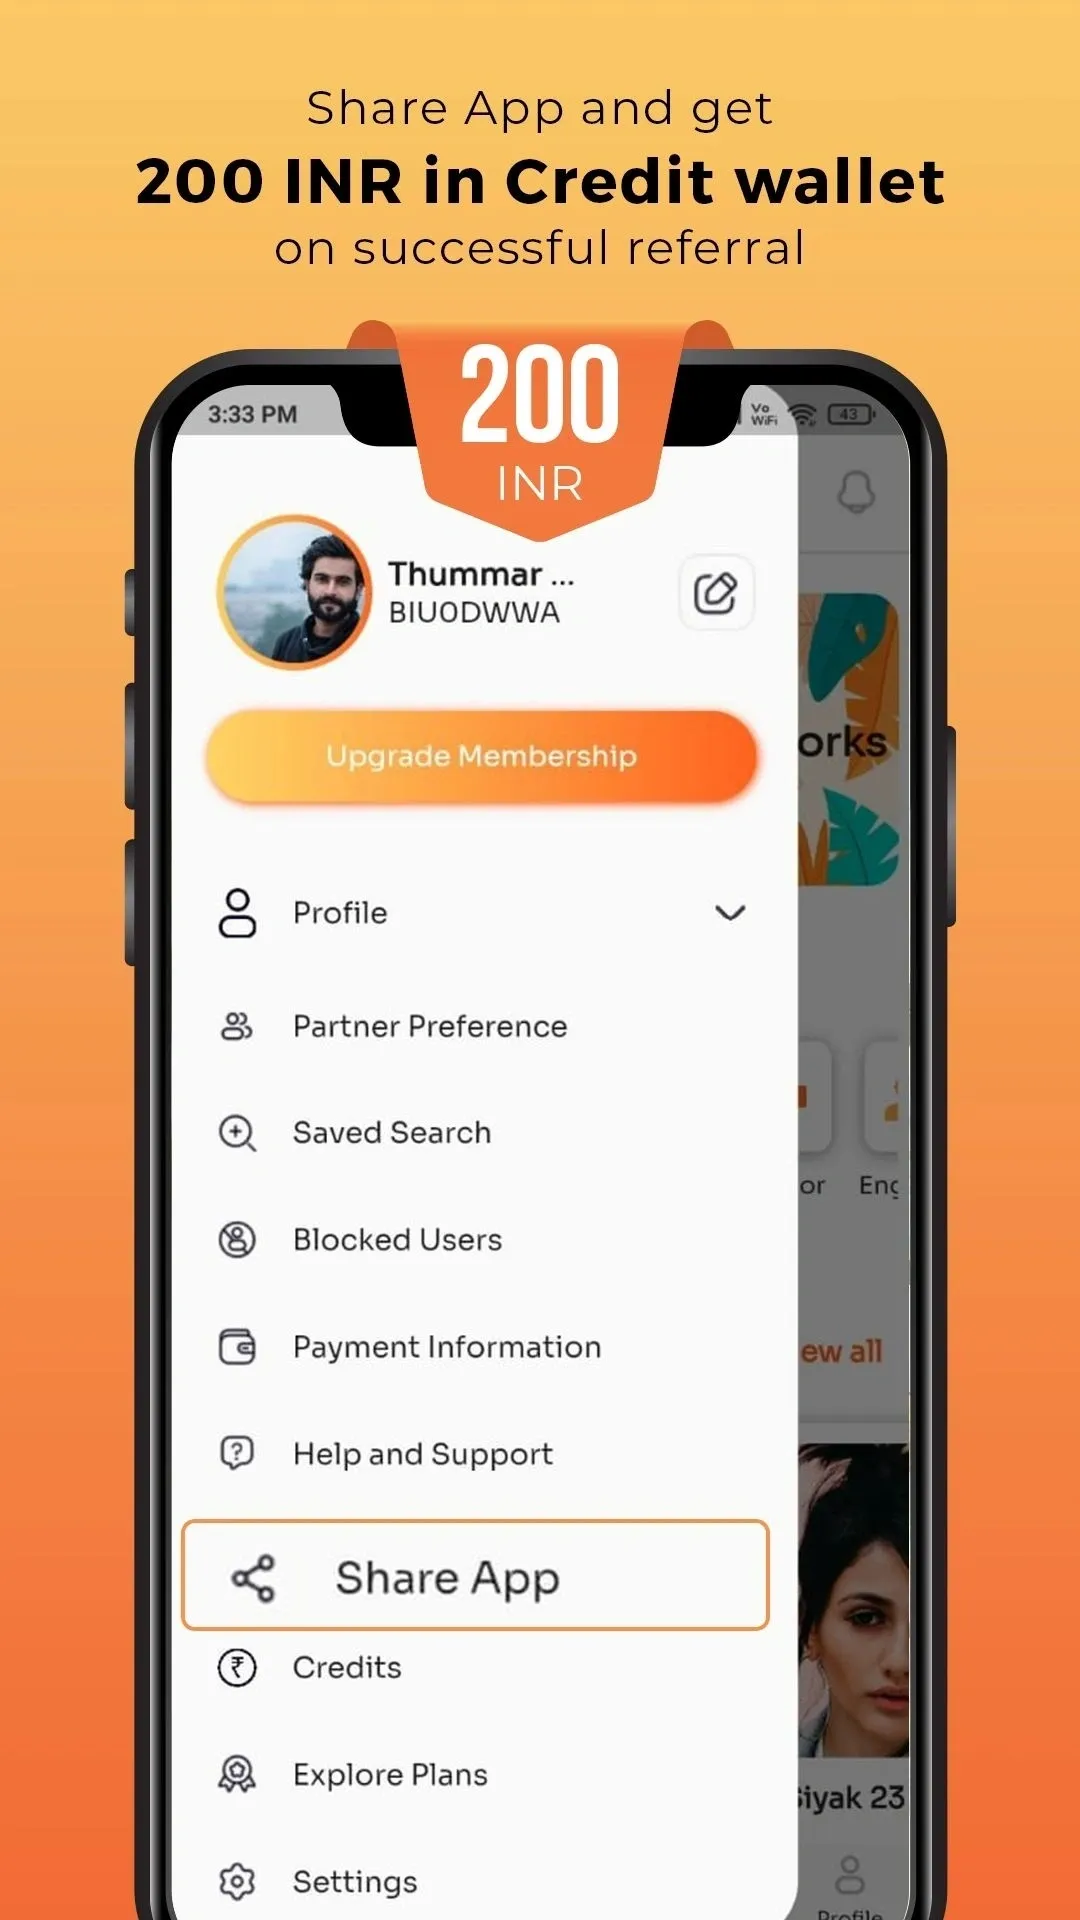 Share App and get
200 INR in Credit wallet
on successful referral
200
INR
3:33 PM
Vo
WiFi
43
Thummar ...
BIU0DWWA
Upgrade Membership
orks
Profile
Partner Preference
Saved Search
or
Eng
Blocked Users
Payment Information
ew all
Help and Support
Share App
Credits
Explore Plans
Siyak 23
Settings
Profile